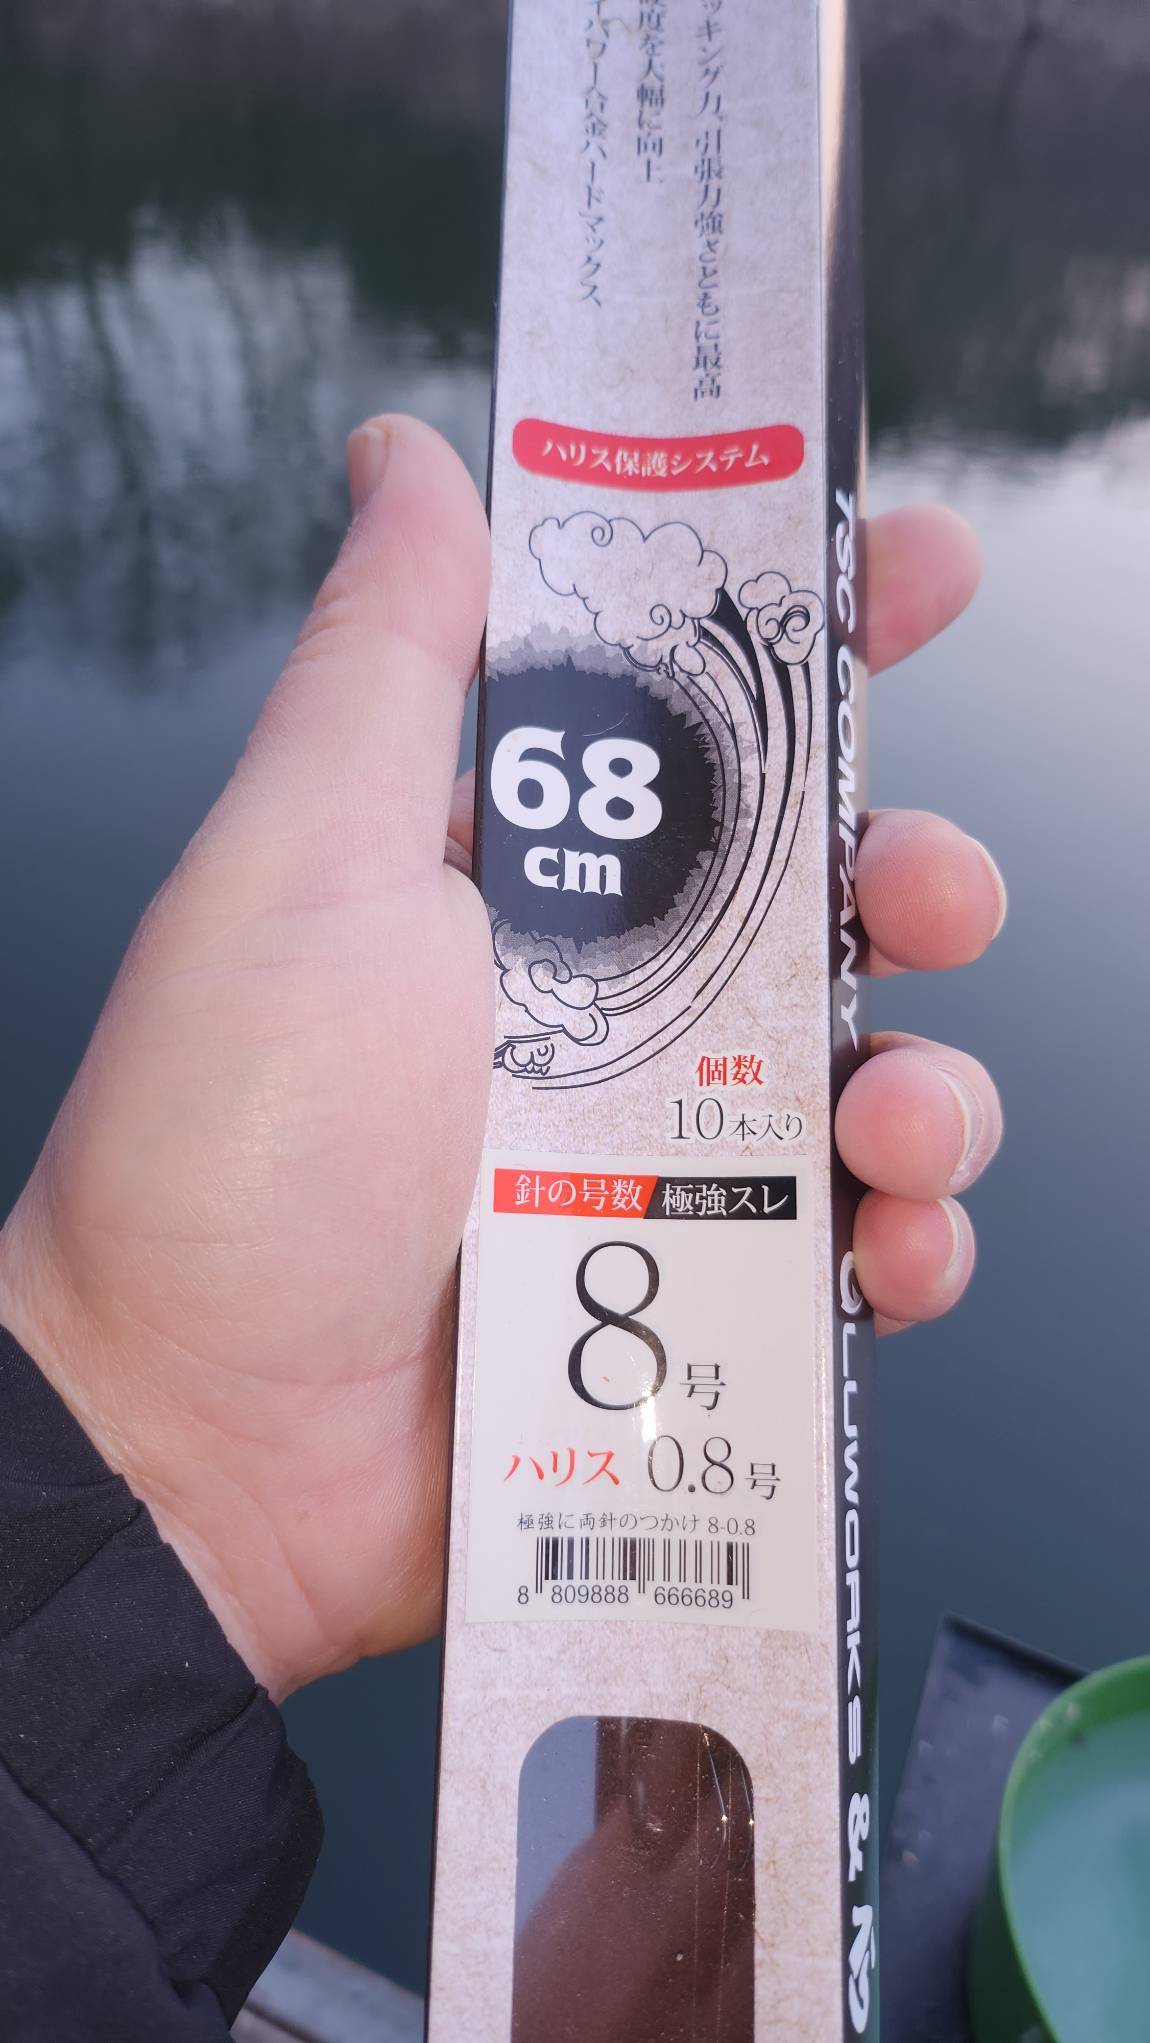 ッキング力、引張力強さともに最高
度を大幅に向上
イパワー合金ハードマックス、
ハリス保護システム
68
cm
個数
10本入り
針の号数 極強スレ
8号
ハリス 0.8号
極強に両針のつかけ 8-0.8
8 809888 666689
TSC COMPANY
LUWORKS &